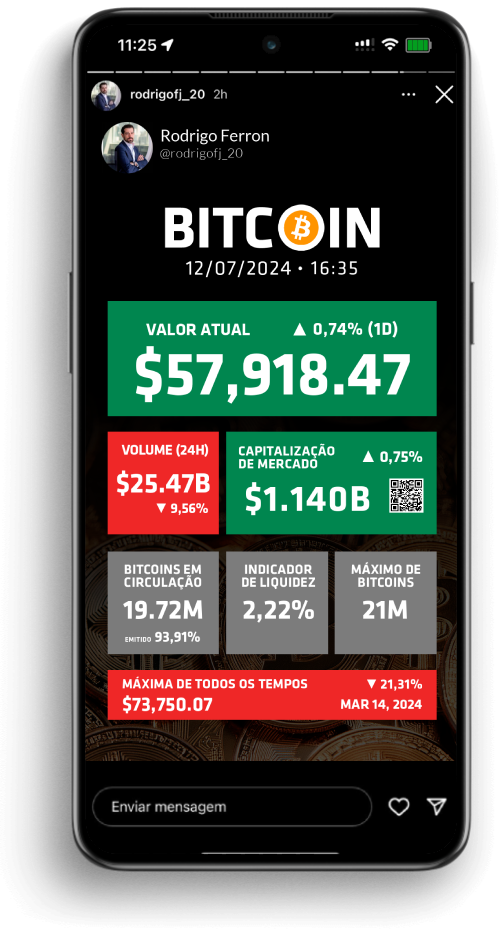 11:25
rodrigofj_20 2h
Rodrigo Ferron
@rodrigofj_20
BITCOIN
12/07/2024 • 16:35
VALOR ATUAL ▲ 0,74% (1D)
$57,918.47
VOLUME (24H)
$25.47B
▼ 9,56%
CAPITALIZAÇÃO
DE MERCADO ▲ 0,75%
$1.140B
BITCOINS EM
CIRCULAÇÃO
19.72M
EMITIDO 93,91%
INDICADOR
DE LIQUIDEZ
2,22%
MÁXIMO DE
BITCOINS
21M
MÁXIMA DE TODOS OS TEMPOS ▼ 21,31%
$73,750.07 MAR 14, 2024
Enviar mensagem